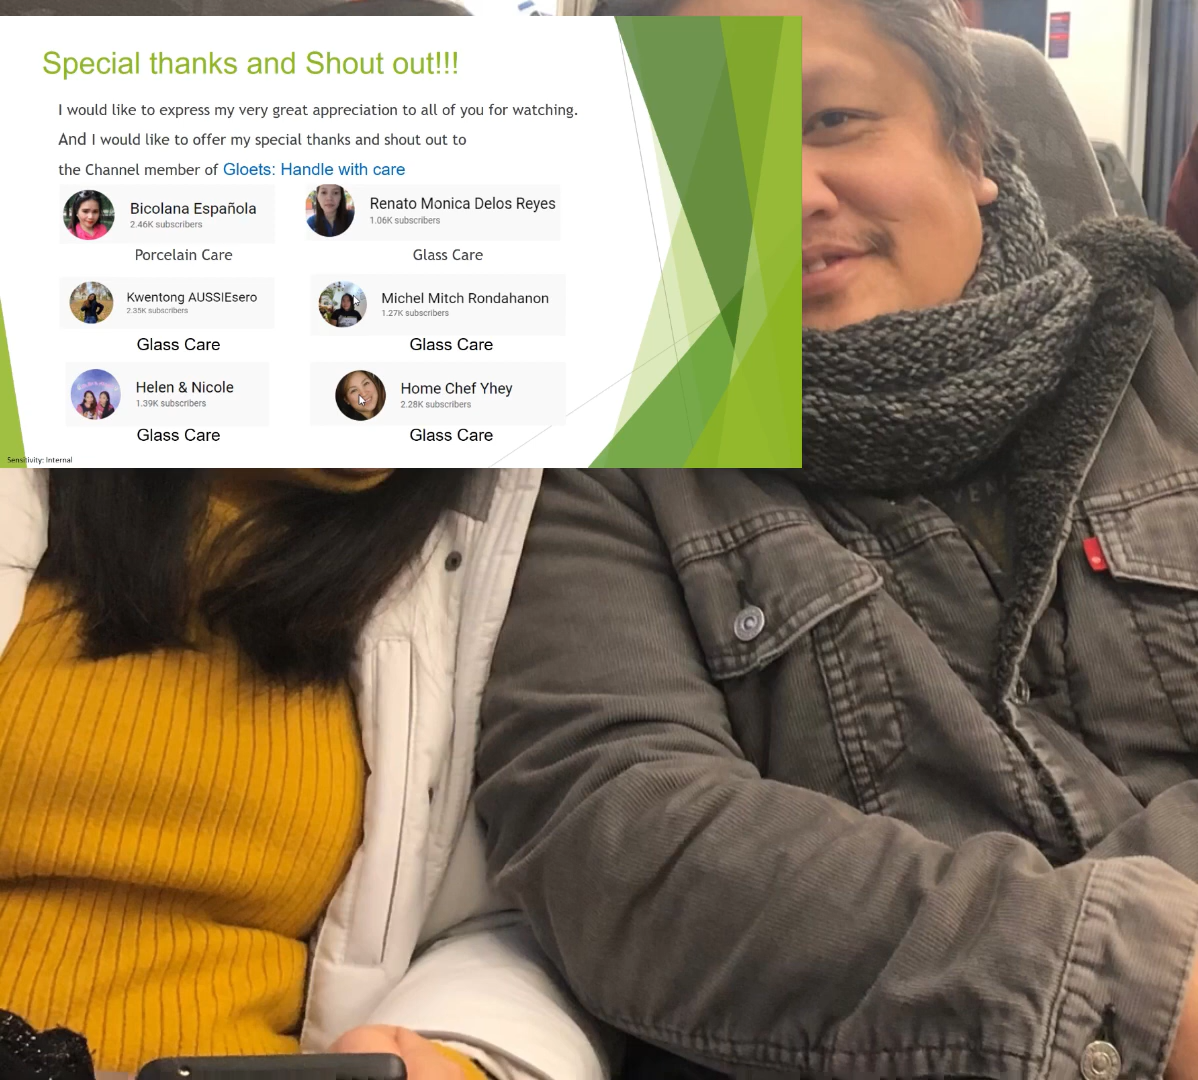 Special thanks and Shout out!!!
I would like to express my very great appreciation to all of you for watching.
And I would like to offer my special thanks and shout out to
the Channel member of Gloets: Handle with care
Bicolana Española
2.46K subscribers
Porcelain Care
Renato Monica Delos Reyes
1.06K subscribers
Glass Care
Kwentong AUSSIEsero
2.35K subscribers
Glass Care
Michel Mitch Rondahanon
1.27K subscribers
Glass Care
Helen & Nicole
1.39K subscribers
Glass Care
Home Chef Yhey
2.28K subscribers
Glass Care
Sensitivity: Internal